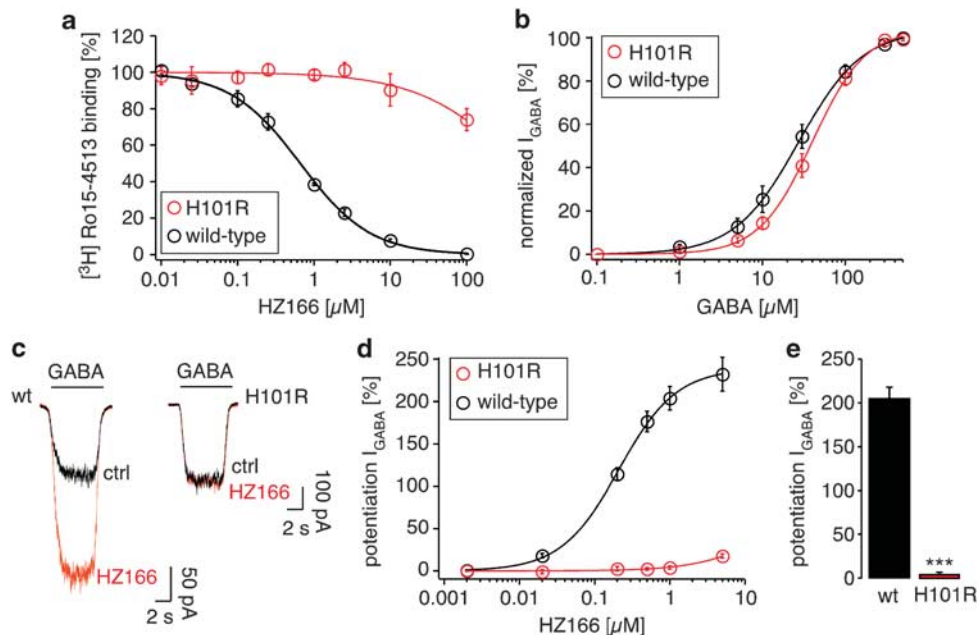 a
[³H] Ro15-4513 binding [%]
120
100
80
60
40
20
0
H101R
wild-type
0.01
0.1
1
10
100
HZ166 [µM]
b
normalized I_GABA [%]
100
80
60
40
20
0
H101R
wild-type
0.1
1
10
100
GABA [µM]
c
GABA
GABA
wt
H101R
ctrl
ctrl
HZ166
HZ166
100 pA
2 s
50 pA
2 s
d
potentiation I_GABA [%]
250
200
150
100
50
0
H101R
wild-type
0.001
0.01
0.1
1
10
HZ166 [µM]
e
potentiation I_GABA [%]
250
200
150
100
50
0
***
wt
H101R